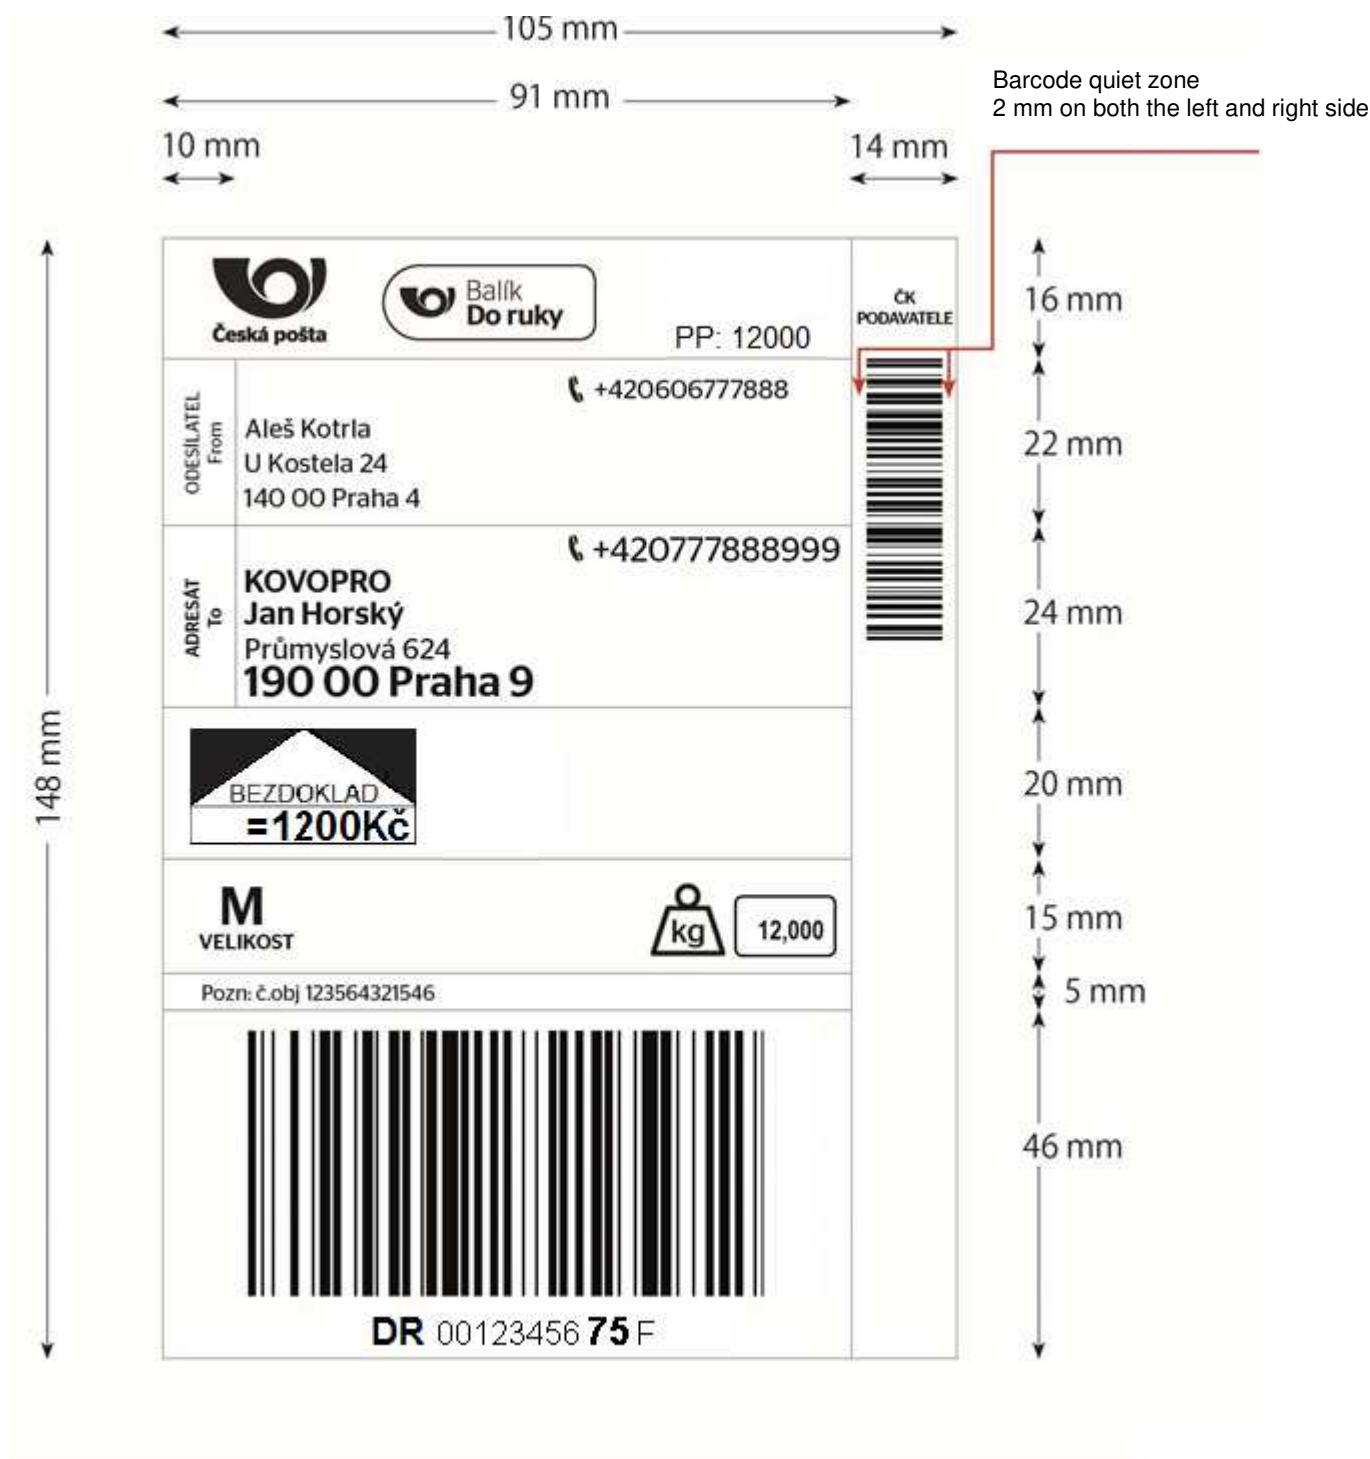 105 mm
91 mm
Barcode quiet zone
2 mm on both the left and right side
10 mm
14 mm
148 mm
Česká pošta
Balík
Do ruky
PP: 12000
ČK
PODAVATELE
16 mm
ODESÍLATEL
From
+420606777888
Aleš Kotrla
U Kostela 24
140 00 Praha 4
22 mm
ADRESÁT
To
+420777888999
KOVOPRO
Jan Horský
Průmyslová 624
190 00 Praha 9
24 mm
BEZDOKLAD
=1200Kč
20 mm
M
VELIKOST
kg
12,000
15 mm
Pozn: č.obj 123564321546
5 mm
46 mm
DR 00123456 75 F